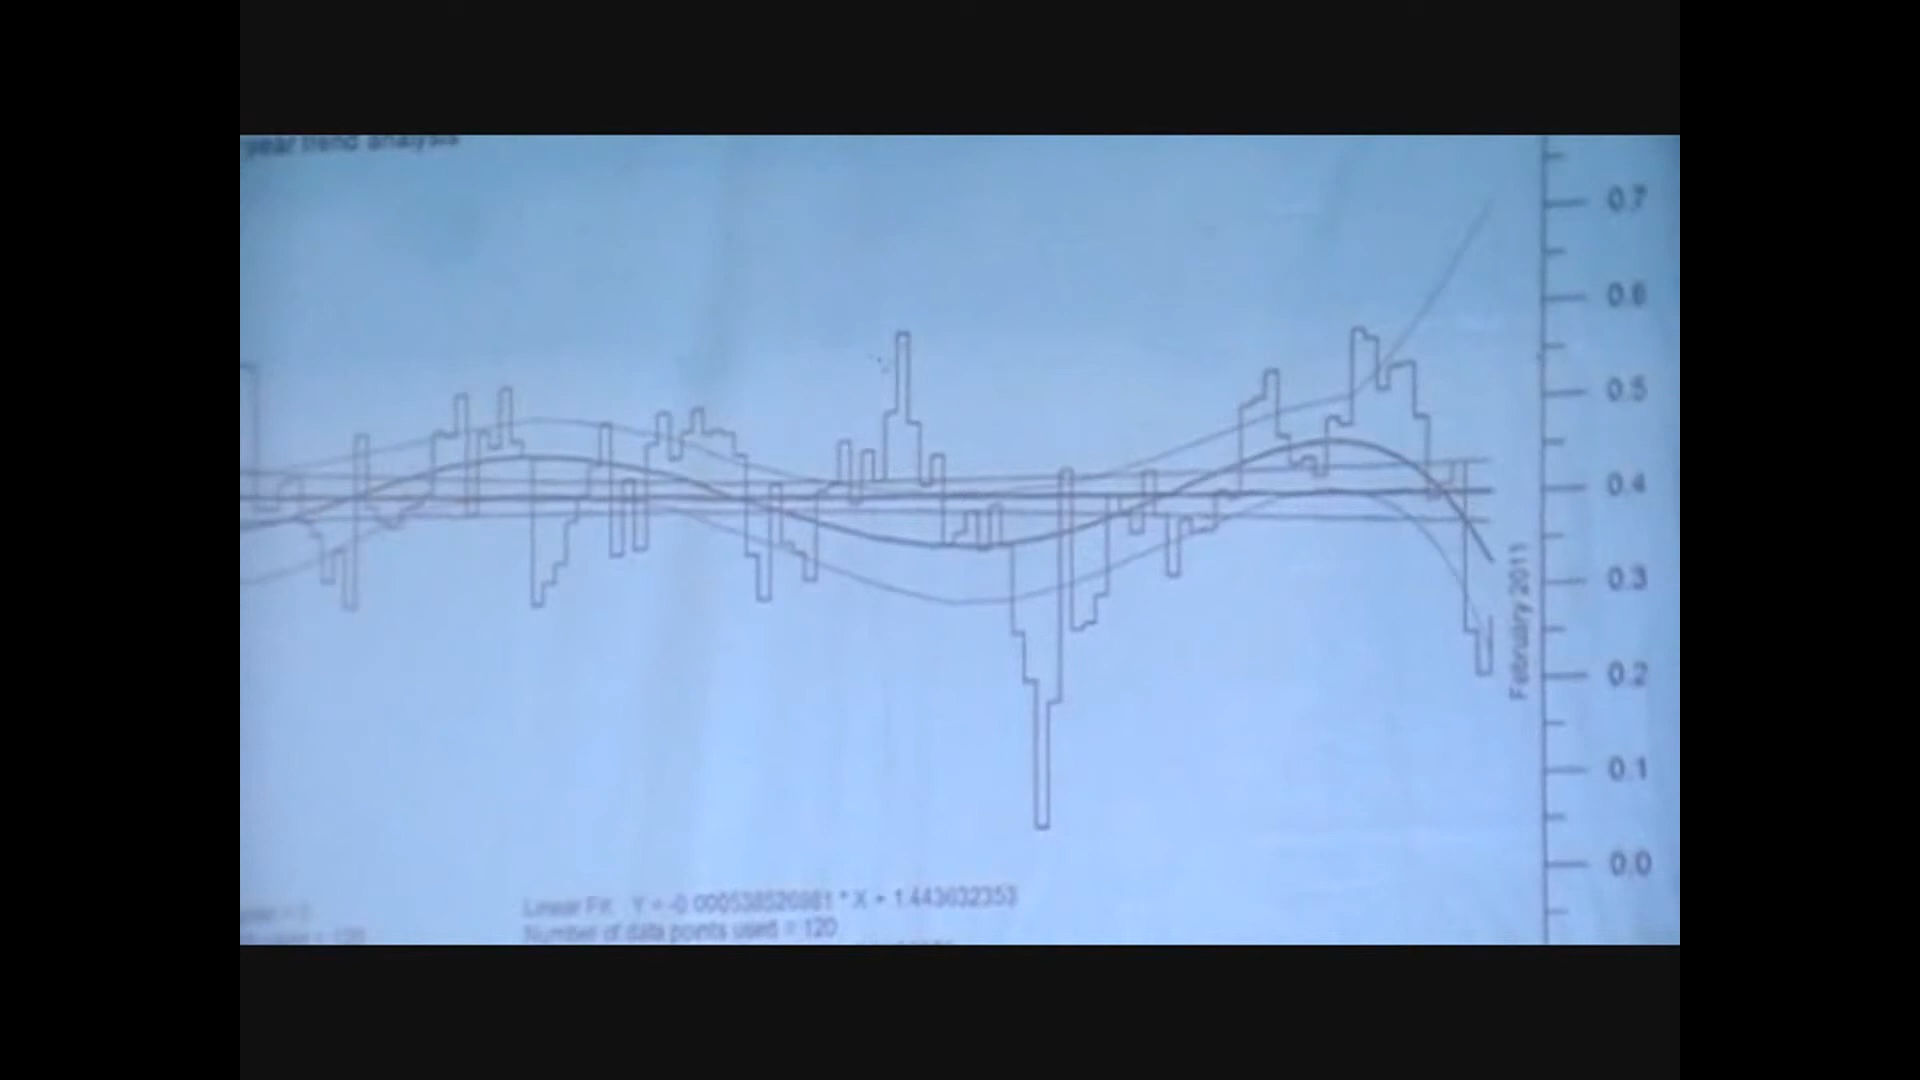 year trend analysis
0.7
0.6
0.5
0.4
0.3
0.2
0.1
0.0
February 2011
Linear Fit: Y = -0.000538520981 * X + 1.443032353
Number of data points used = 120